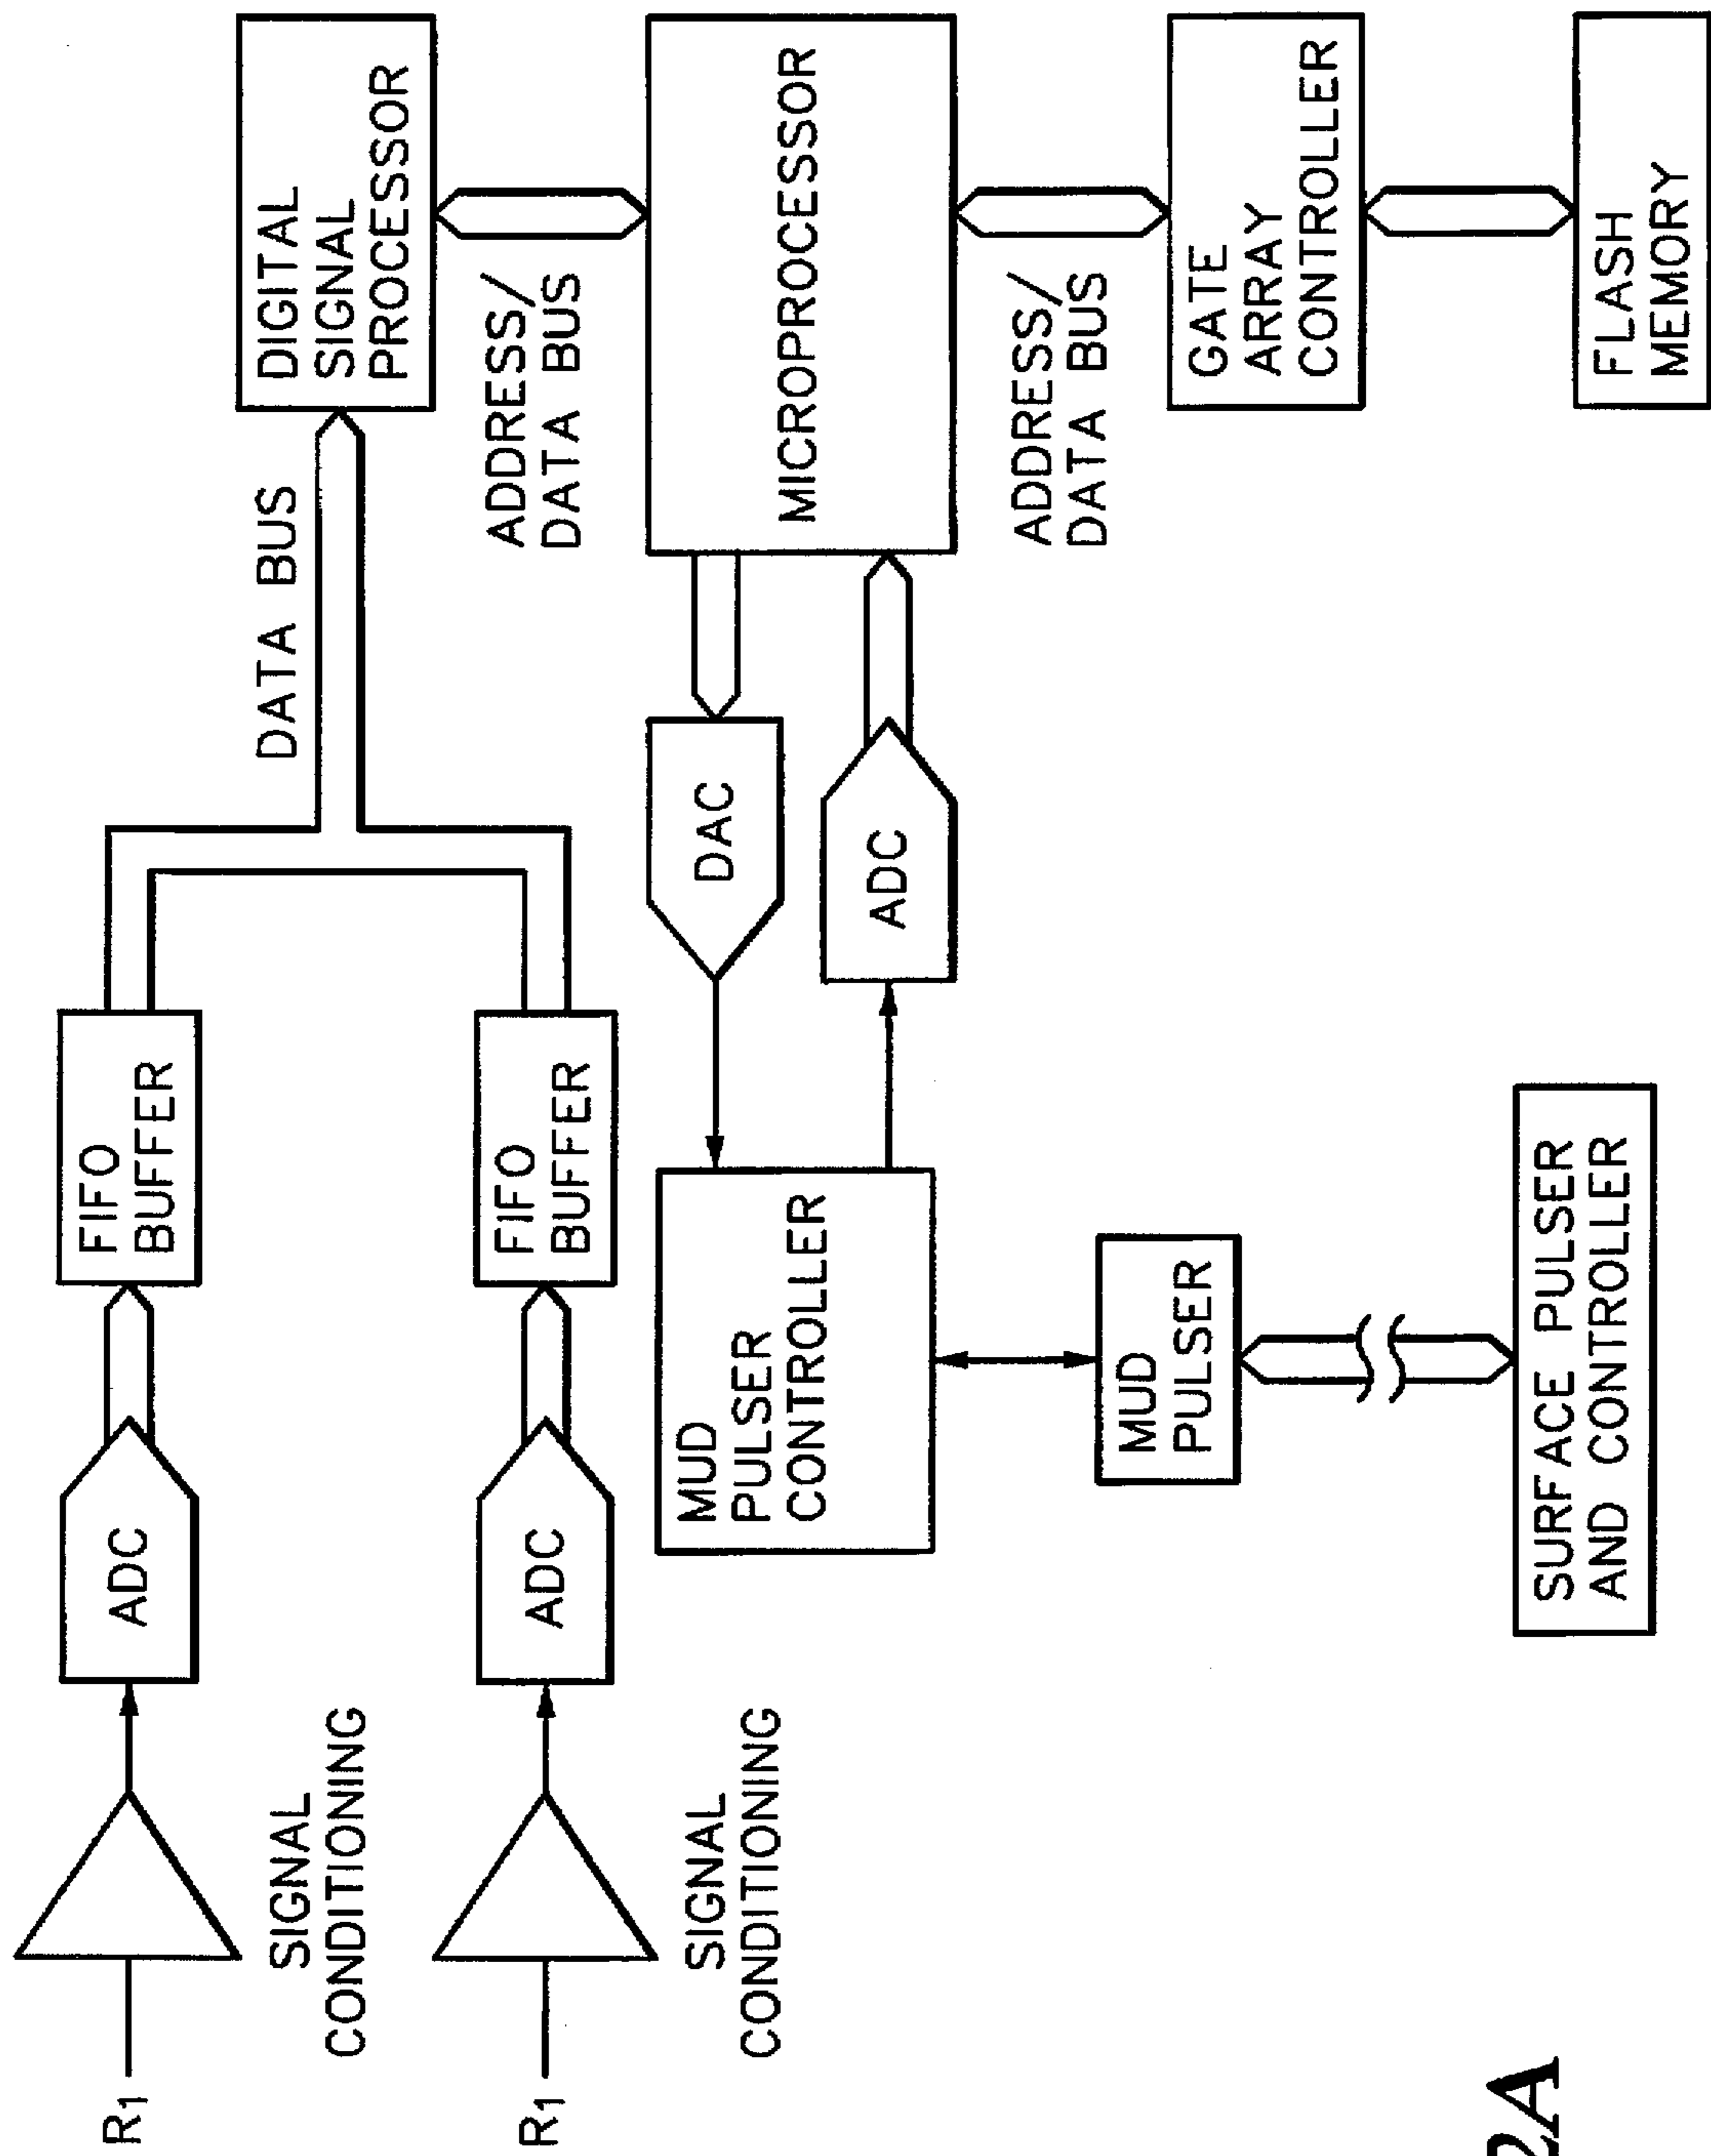 R1
SIGNAL
CONDITIONING
ADC
FIFO
BUFFER
DATA BUS
DIGITAL
SIGNAL
PROCESSOR
R1
SIGNAL
CONDITIONING
ADC
FIFO
BUFFER
ADDRESS/
DATA BUS
MUD
PULSER
CONTROLLER
DAC
ADC
MICROPROCESSOR
ADDRESS/
DATA BUS
MUD
PULSER
GATE
ARRAY
CONTROLLER
SURFACE PULSER
AND CONTROLLER
FLASH
MEMORY
2A